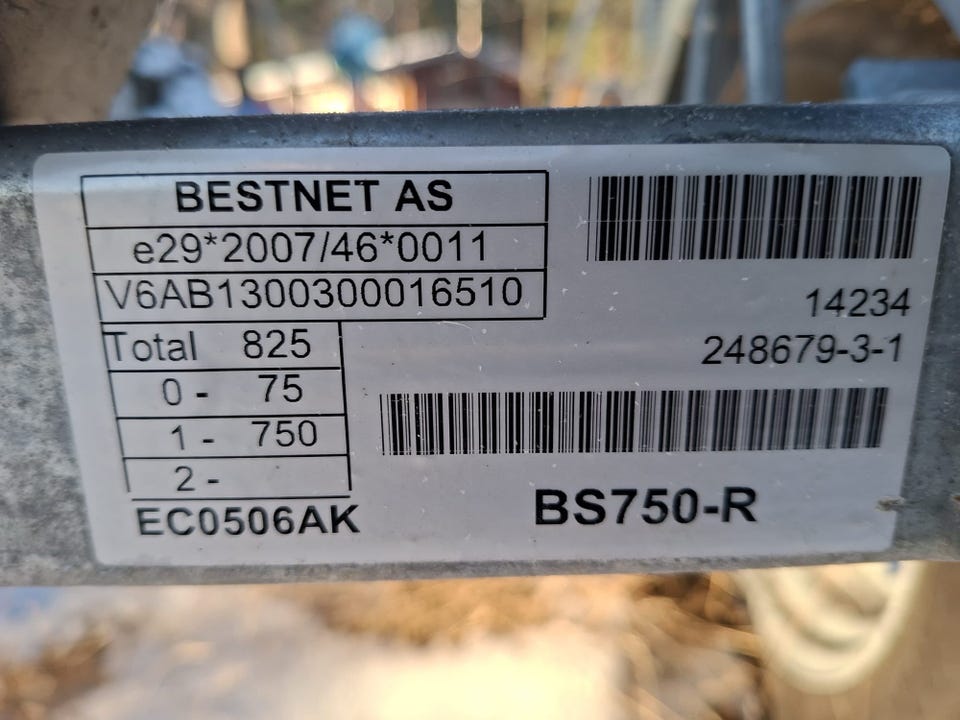 BESTNET AS
e29*2007/46*0011
V6AB1300300016510
Total 825
0 - 75
1 - 750
2 -
EC0506AK
14234
248679-3-1
BS750-R